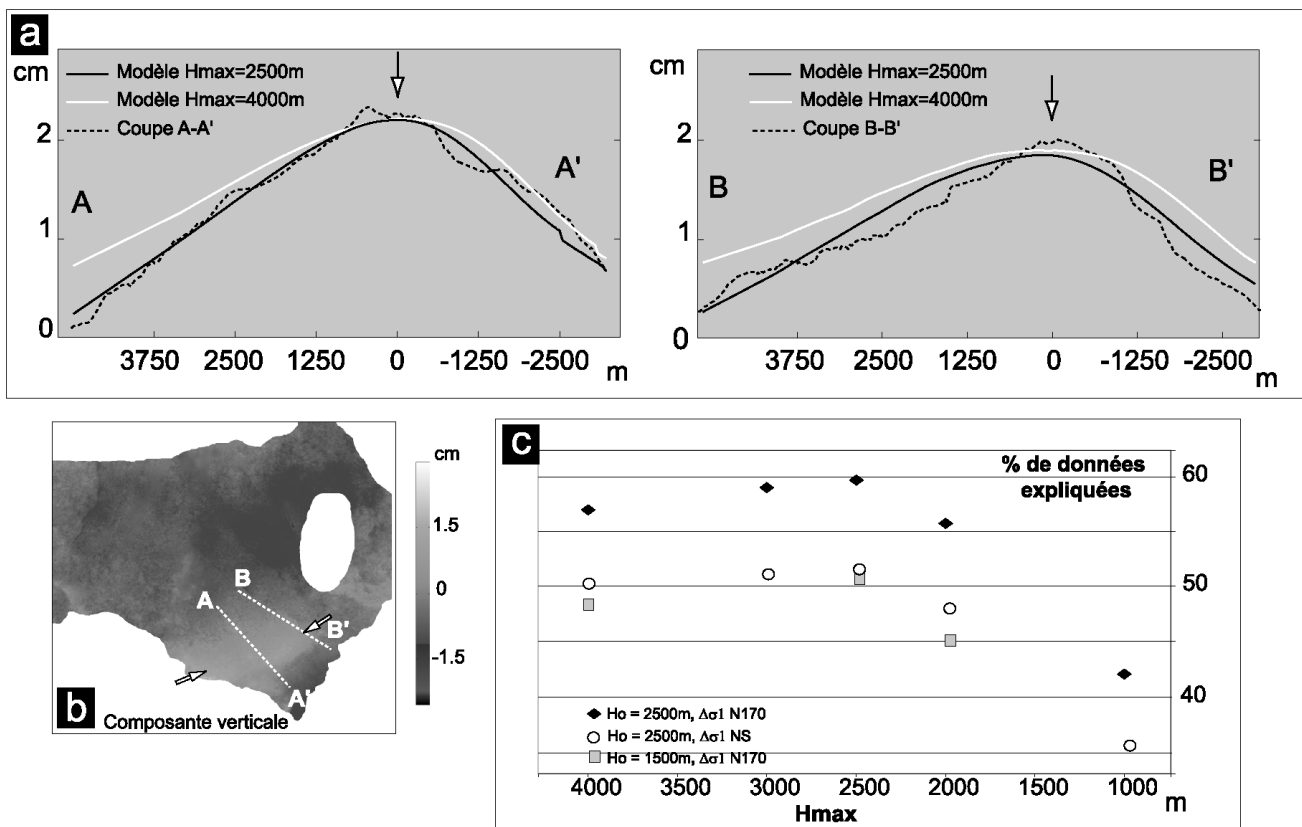 a
cm
Modèle Hmax=2500m
Modèle Hmax=4000m
Coupe A-A'
2
1
0
A
A'
3750 2500 1250 0 -1250 -2500
m
cm
Modèle Hmax=2500m
Modèle Hmax=4000m
Coupe B-B'
2
1
0
B
B'
3750 2500 1250 0 -1250 -2500
m
b
cm
1.5
0
-1.5
B
A
B'
A'
Composante verticale
c
% de données
expliquées
60
50
40
Ho = 2500m, Δσ1 N170
Ho = 2500m, Δσ1 NS
Ho = 1500m, Δσ1 N170
4000 3000 2500 2000 1000
m
Hmax